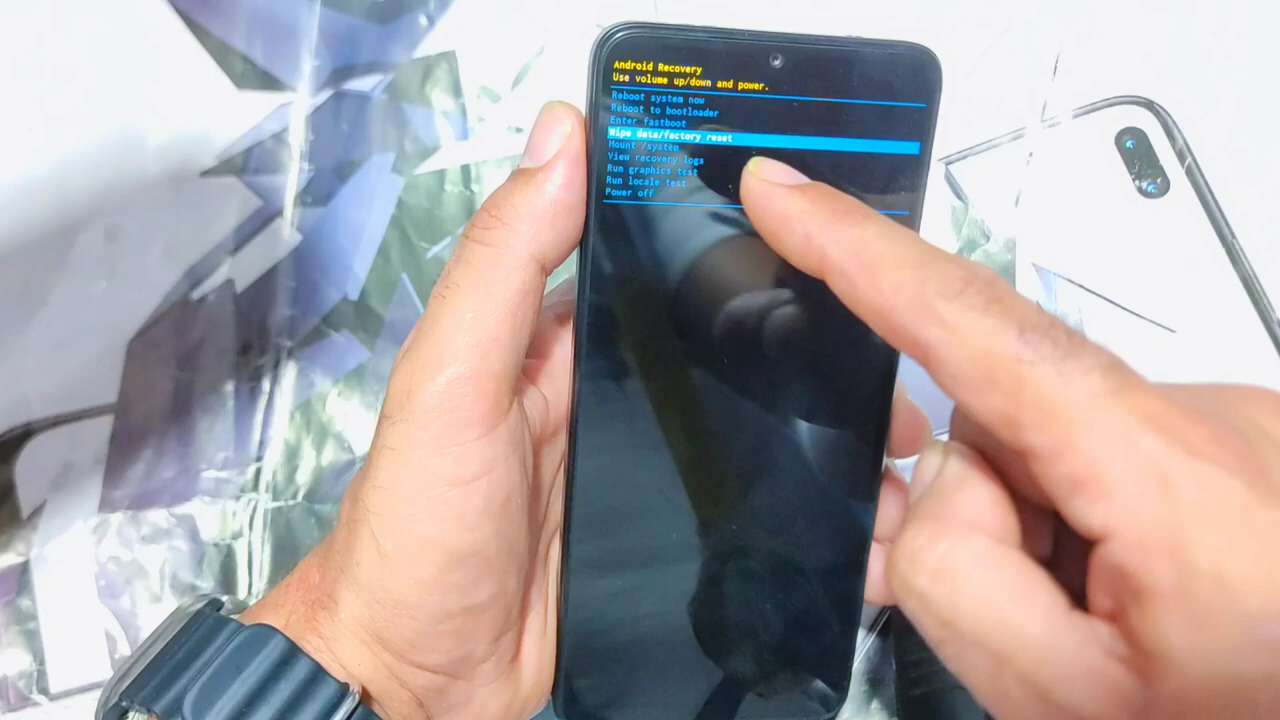 Android Recovery
Use volume up/down and power.
Reboot system now
Reboot to bootloader
Enter fastboot
Wipe data/factory reset
Mount /system
View recovery logs
Run graphics test
Run locale test
Power off